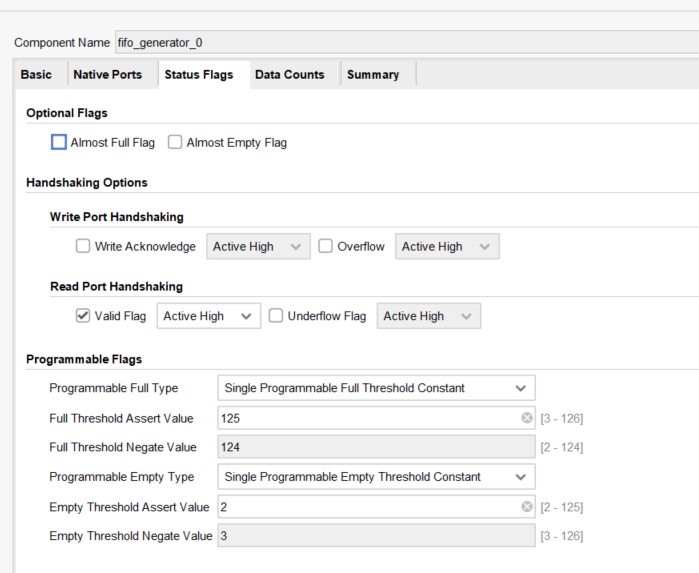 Component Name fifo_generator_0
Basic Native Ports Status Flags Data Counts Summary
Optional Flags
Almost Full Flag Almost Empty Flag
Handshaking Options
Write Port Handshaking
Write Acknowledge Active High Overflow Active High
Read Port Handshaking
Valid Flag Active High Underflow Flag Active High
Programmable Flags
Programmable Full Type Single Programmable Full Threshold Constant
Full Threshold Assert Value 125 [3 - 126]
Full Threshold Negate Value 124 [2 - 124]
Programmable Empty Type Single Programmable Empty Threshold Constant
Empty Threshold Assert Value 2 [2 - 125]
Empty Threshold Negate Value 3 [3 - 126]